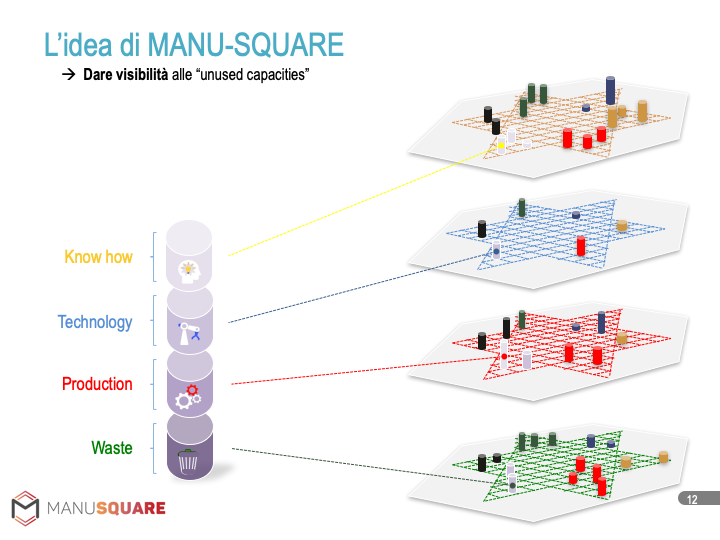 L’idea di MANU-SQUARE
→ Dare visibilità alle “unused capacities”
Know how
Technology
Production
Waste
MANUSQUARE
12